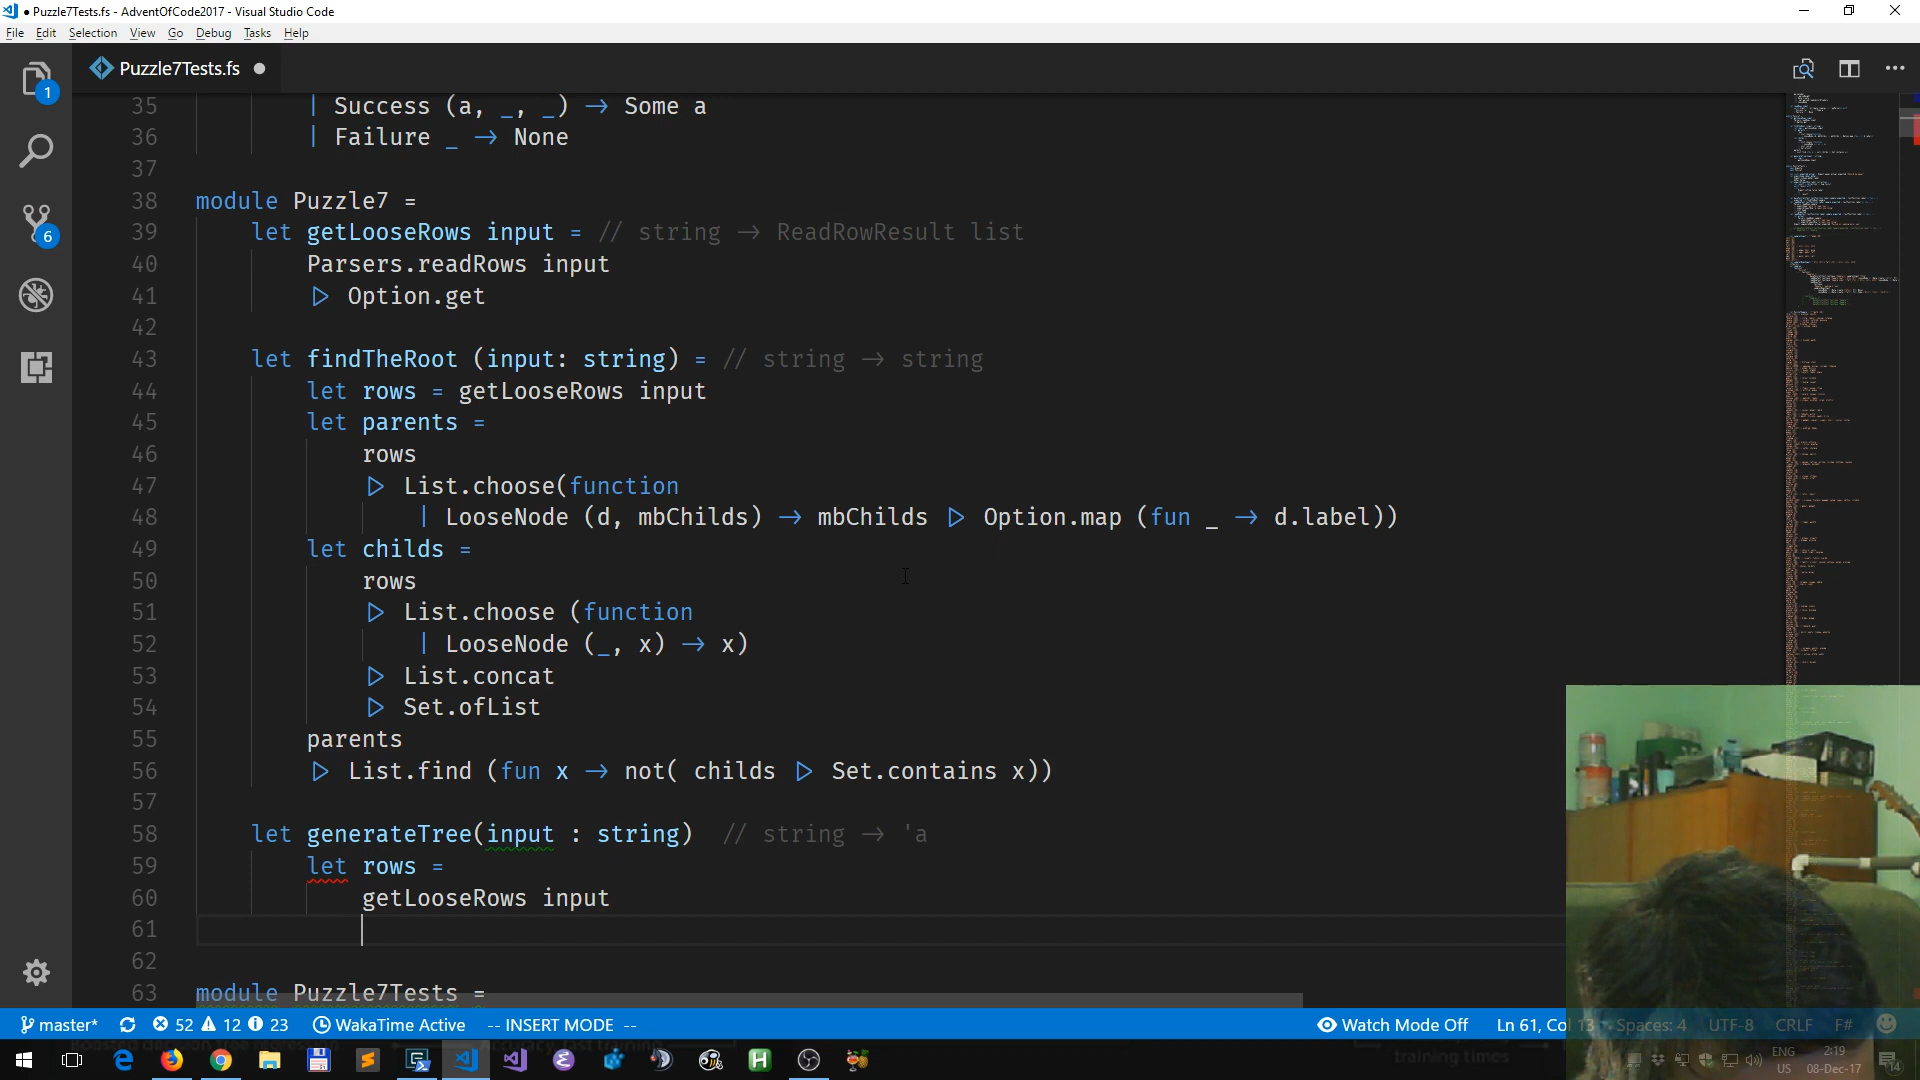 Puzzle7Tests.fs - AdventOfCode2017 - Visual Studio Code
File Edit Selection View Go Debug Tasks Help
Puzzle7Tests.fs
35 | Success (a, _, _) → Some a
36 | Failure _ → None
37
38 module Puzzle7 =
39 let getLooseRows input = // string → ReadRowResult list
40 Parsers.readRows input
41 ▷ Option.get
42
43 let findTheRoot (input: string) = // string → string
44 let rows = getLooseRows input
45 let parents =
46 rows
47 ▷ List.choose(function
48 | LooseNode (d, mbChilds) → mbChilds ▷ Option.map (fun _ → d.label))
49 let childs =
50 rows
51 ▷ List.choose (function
52 | LooseNode (_, x) → x)
53 ▷ List.concat
54 ▷ Set.ofList
55 parents
56 ▷ List.find (fun x → not( childs ▷ Set.contains x))
57
58 let generateTree(input : string) // string → 'a
59 let rows =
60 getLooseRows input
61
62
63 module Puzzle7Tests =
1
6
master* 52 12 23 WakaTime Active -- INSERT MODE -- Watch Mode Off Ln 61, Col 13 Spaces: 4 UTF-8 CRLF F#
training times
ENG
US
2:19
08-Dec-17
14